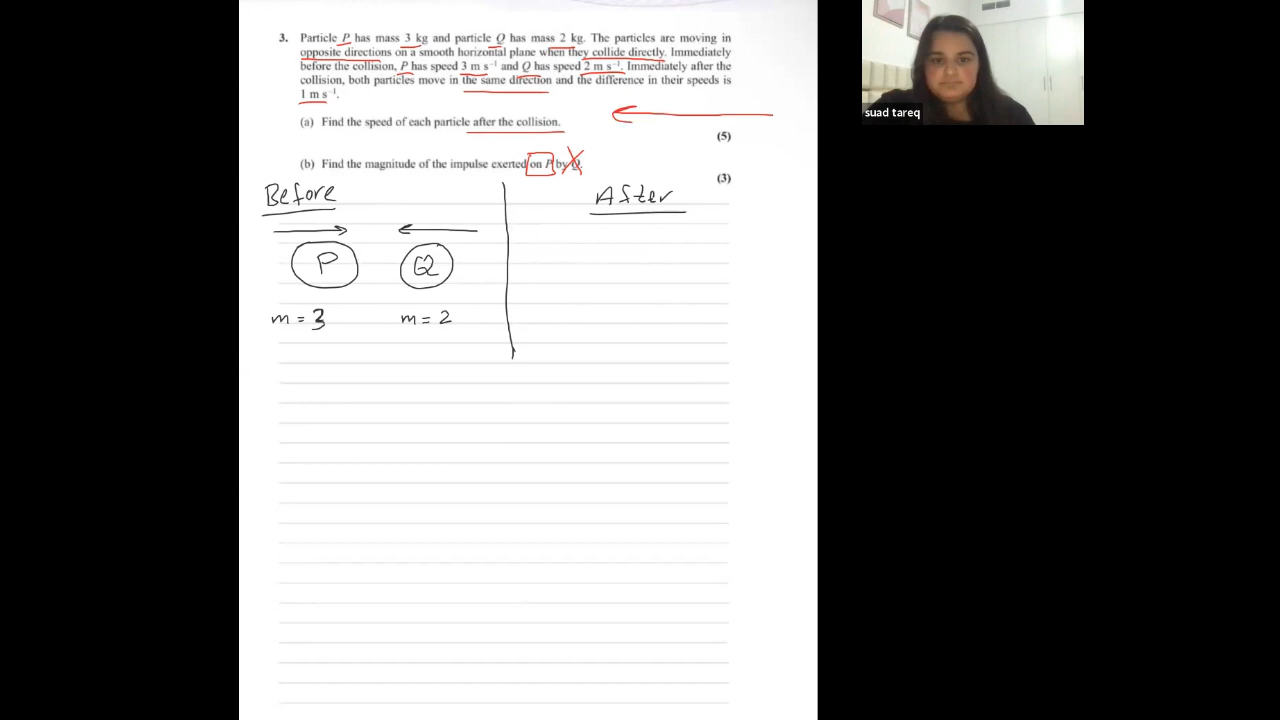 3. Particle P has mass 3 kg and particle Q has mass 2 kg. The particles are moving in
opposite directions on a smooth horizontal plane when they collide directly. Immediately
before the collision, P has speed 3 m s⁻¹ and Q has speed 2 m s⁻¹. Immediately after the
collision, both particles move in the same direction and the difference in their speeds is
1 m s⁻¹.
(a) Find the speed of each particle after the collision.
(5)
(b) Find the magnitude of the impulse exerted on P by Q.
(3)
Before After
P Q
m = 3 m = 2
suad tareq